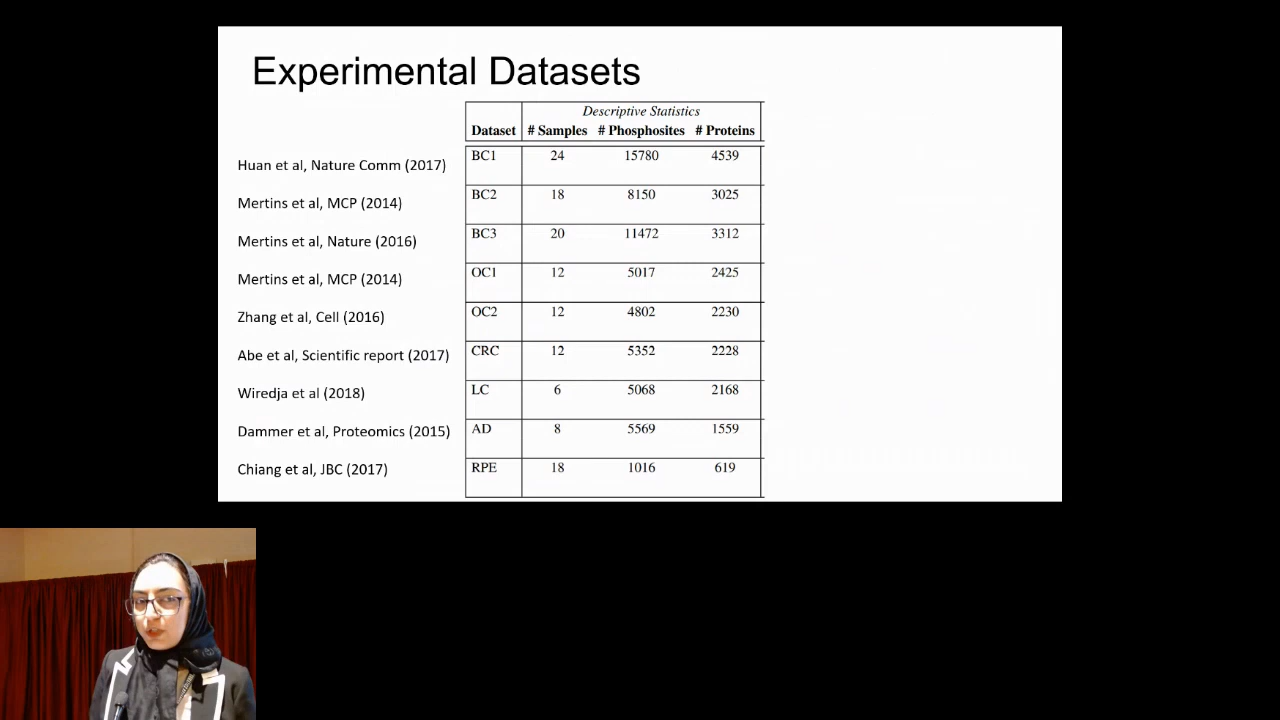 Experimental Datasets
Descriptive Statistics
Dataset # Samples # Phosphosites # Proteins
Huan et al, Nature Comm (2017) BC1 24 15780 4539
Mertins et al, MCP (2014) BC2 18 8150 3025
Mertins et al, Nature (2016) BC3 20 11472 3312
Mertins et al, MCP (2014) OC1 12 5017 2425
Zhang et al, Cell (2016) OC2 12 4802 2230
Abe et al, Scientific report (2017) CRC 12 5352 2228
Wiredja et al (2018) LC 6 5068 2168
Dammer et al, Proteomics (2015) AD 8 5569 1559
Chiang et al, JBC (2017) RPE 18 1016 619